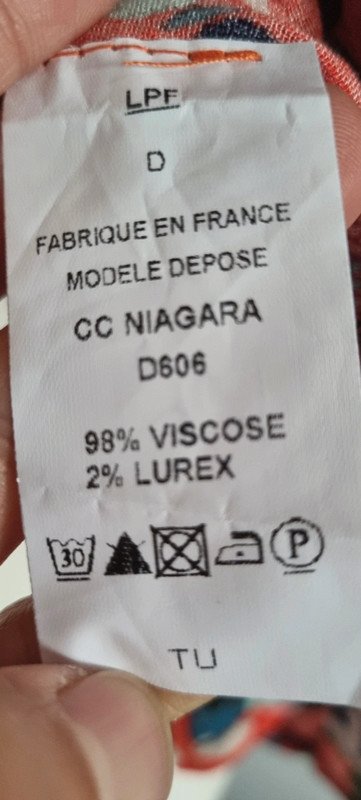 LPF
D
FABRIQUE EN FRANCE
MODELE DEPOSE
CC NIAGARA
D606
98% VISCOSE
2% LUREX
30 P
TU